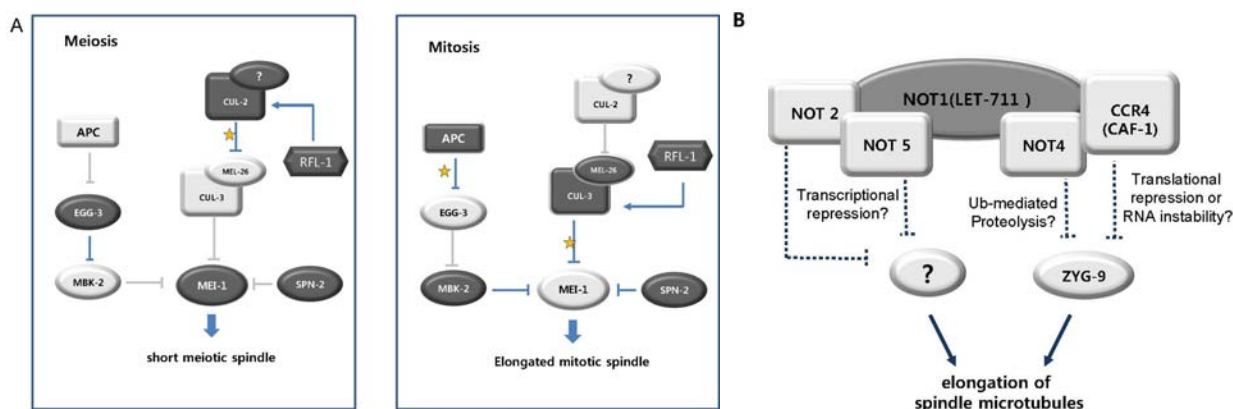 A
Meiosis
?
CUL-2
APC
RFL-1
MEL-26
CUL-3
EGG-3
MBK-2
MEI-1
SPN-2
short meiotic spindle
Mitosis
?
CUL-2
APC
RFL-1
MEL-26
CUL-3
EGG-3
MBK-2
MEI-1
SPN-2
Elongated mitotic spindle
B
NOT1(LET-711 )
NOT 2
CCR4
(CAF-1)
NOT 5
NOT4
Transcriptional
repression?
Ub-mediated
Proteolysis?
Translational
repression or
RNA instability?
?
ZYG-9
elongation of
spindle microtubules